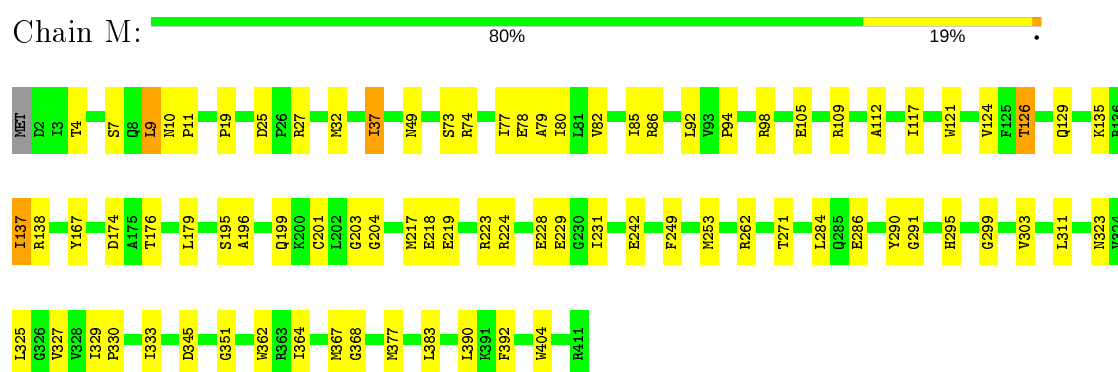 Chain M:
80% 19% •
MET D2 I3 T4 S7 Q8 L9 N10 P11 P19 D25 P26 R27 M32 I37 N49 S73 R74 I77 E78 A79 I80 L81 V82 I85 R86 L92 V93 P94 R98 E105 R109 A112 I117 W121 V124 F125 T126 Q129 K135 R136
I137 R138 Y167 D174 A175 T176 L179 S195 A196 Q199 K200 C201 L202 G203 G204 M217 E218 E219 R223 R224 E228 E229 G230 I231 E242 F249 M253 R262 T271 L284 Q285 E286 Y290 G291 H295 G299 V303 L311 N323 V324
L325 G326 V327 V328 I329 P330 I333 D345 G351 W362 R363 I364 M367 G368 M377 L383 L390 K391 F392 W404 R411